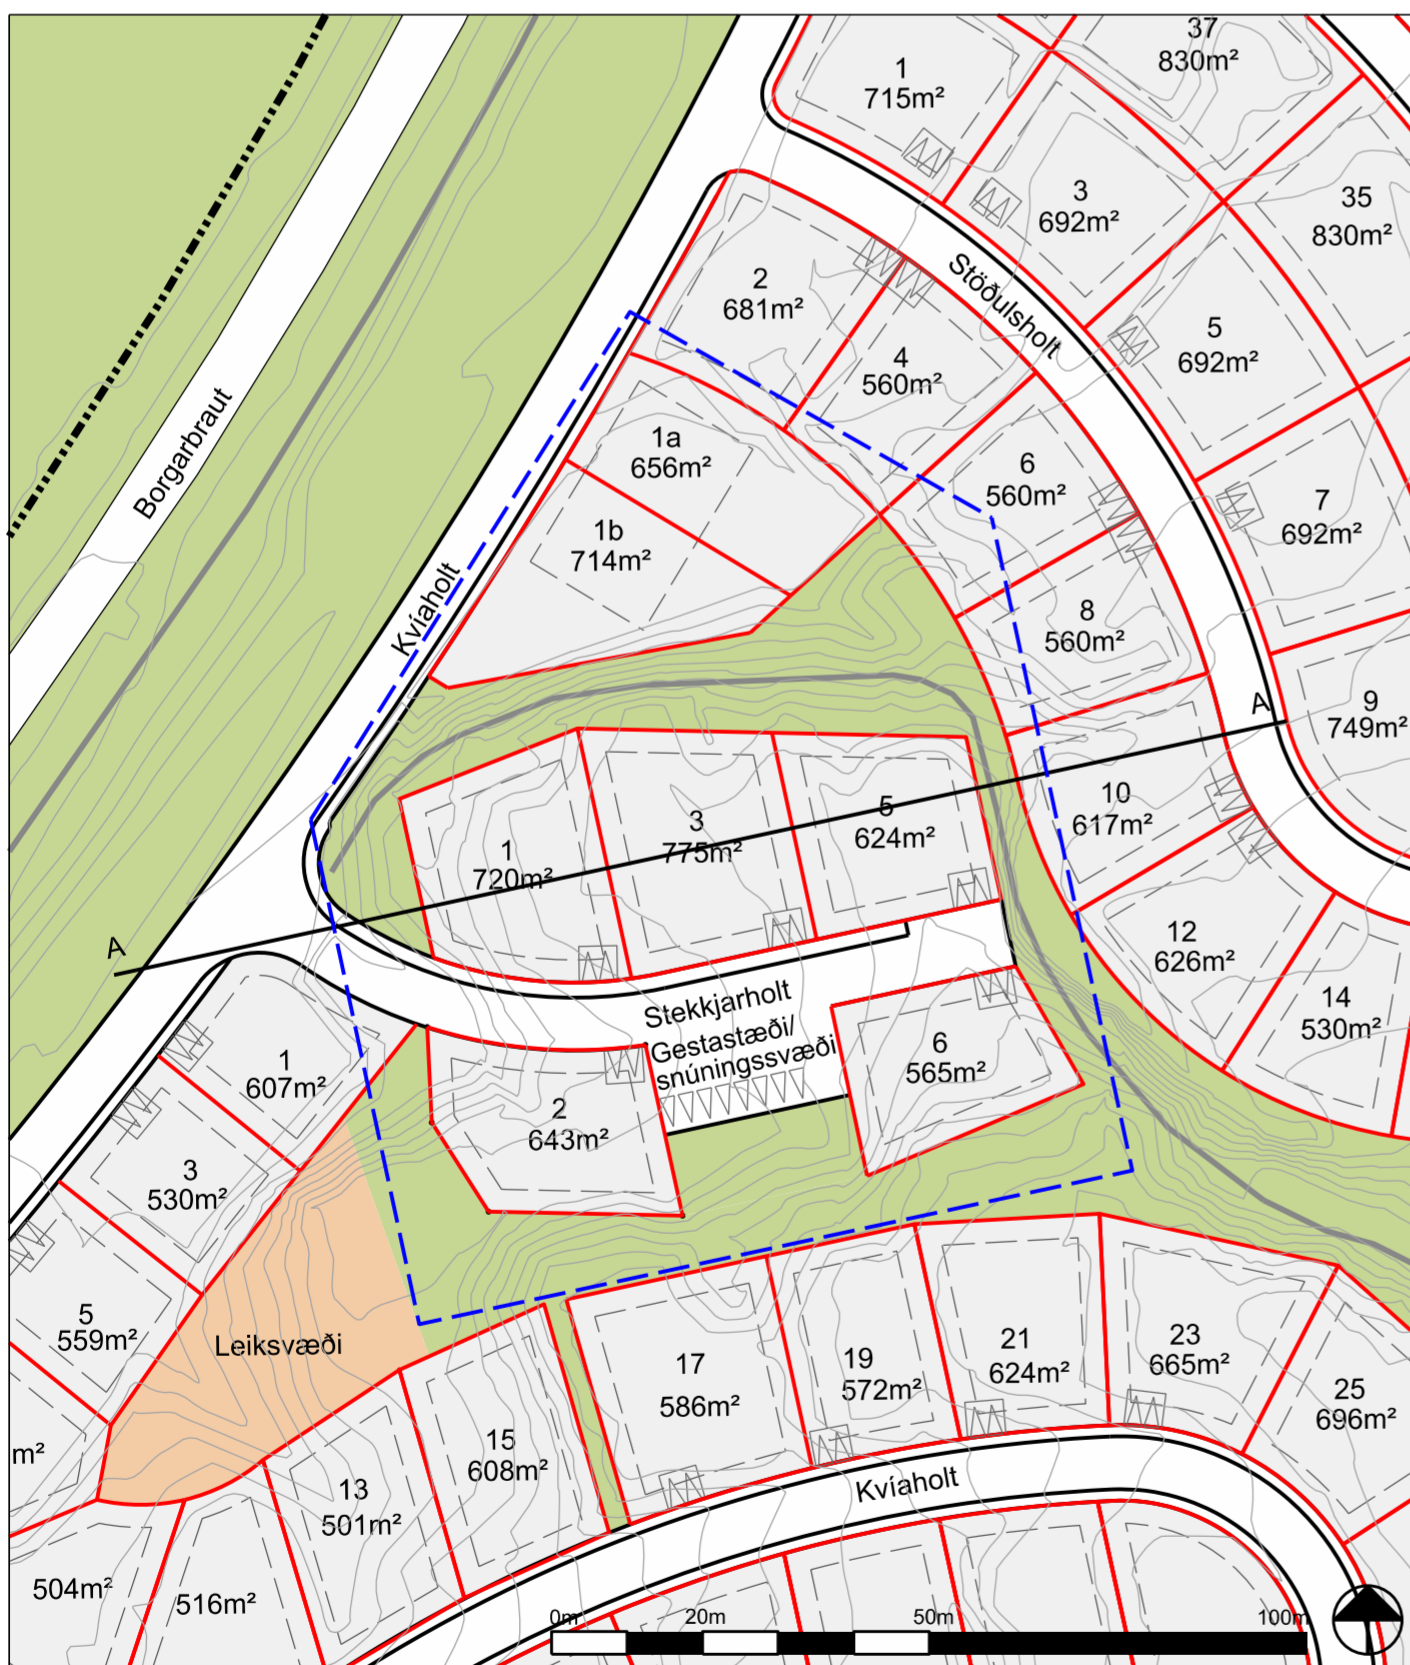 37
830m²
1
715m²
3
692m²
35
830m²
Stöðulsholt
2
681m²
4
560m²
5
692m²
Borgarbraut
1a
656m²
6
560m²
7
692m²
1b
714m²
Kvíaholt
8
560m²
A
9
749m²
10
617m²
1
720m²
3
775m²
5
624m²
A
12
626m²
14
530m²
Stekkjarholt
Gestastæði/
snúningssvæði
6
565m²
1
607m²
2
643m²
3
530m²
5
559m²
Leiksvæði
17
586m²
19
572m²
21
624m²
23
665m²
25
696m²
m²
15
608m²
13
501m²
Kvíaholt
504m²
516m²
0m 20m 50m 100m